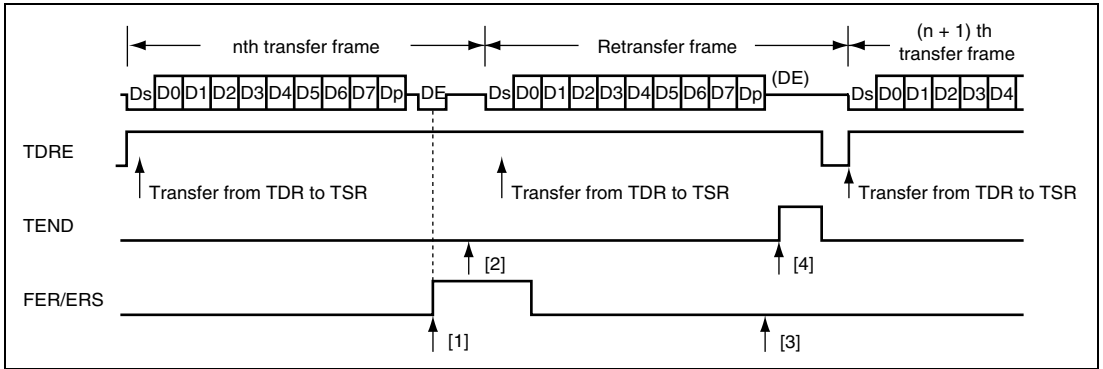 nth transfer frame
Retransfer frame
(n + 1) th
transfer frame
Ds D0 D1 D2 D3 D4 D5 D6 D7 Dp DE Ds D0 D1 D2 D3 D4 D5 D6 D7 Dp (DE) Ds D0 D1 D2 D3 D4
TDRE
Transfer from TDR to TSR Transfer from TDR to TSR Transfer from TDR to TSR
TEND
[2] [4]
FER/ERS
[1] [3]